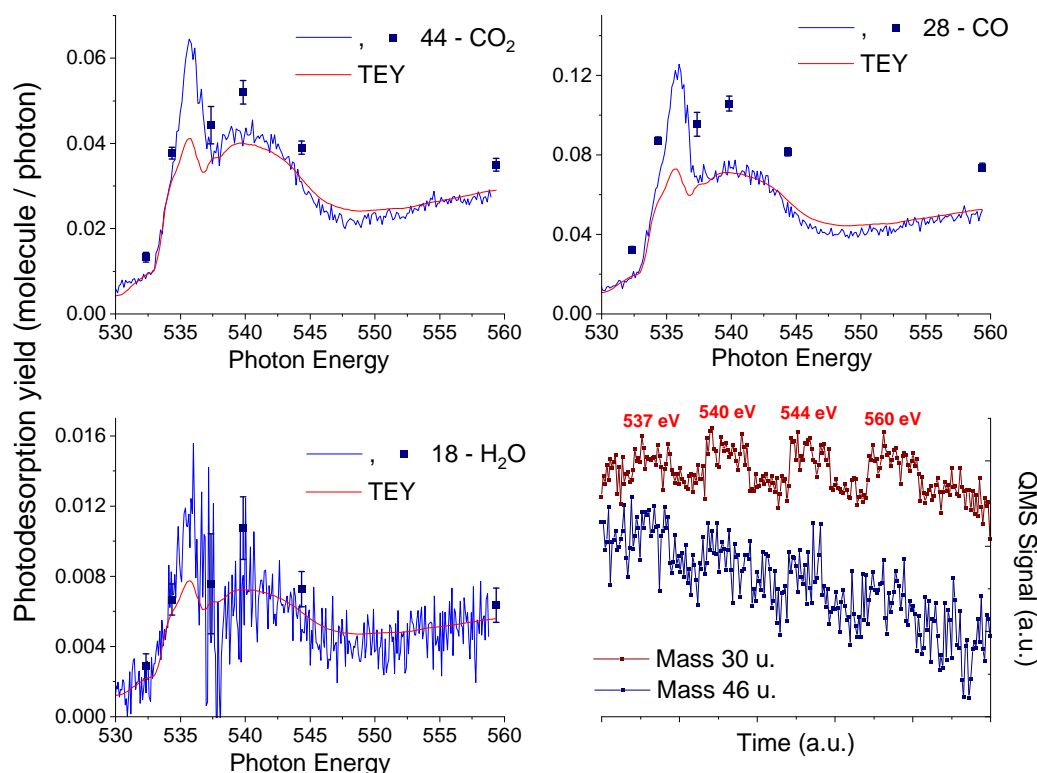 Photodesorption yield (molecule / photon)
, 44 - CO₂
TEY
0.06
0.04
0.02
0.00
530 535 540 545 550 555 560
Photon Energy
, 28 - CO
TEY
0.12
0.08
0.04
0.00
530 535 540 545 550 555 560
Photon Energy
, 18 - H₂O
TEY
0.016
0.012
0.008
0.004
0.000
530 535 540 545 550 555 560
Photon Energy
537 eV 540 eV 544 eV 560 eV
Mass 30 u.
Mass 46 u.
Time (a.u.)
QMS Signal (a.u.)